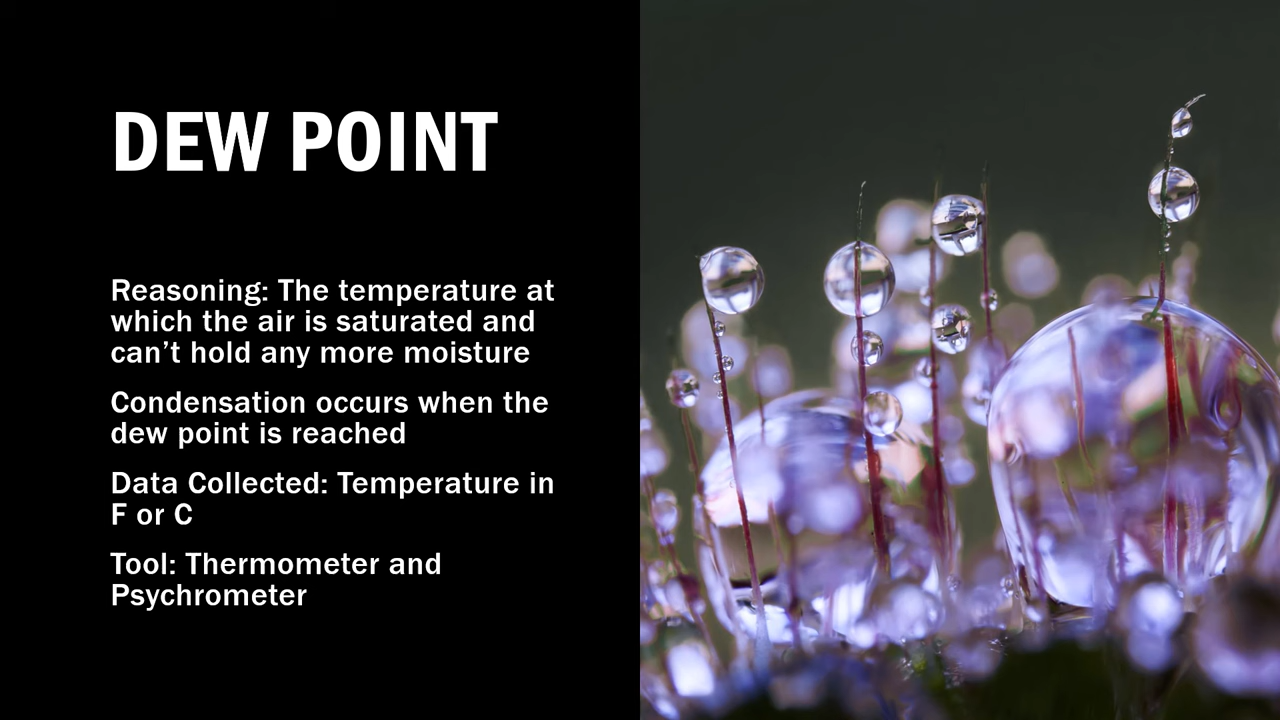 DEW POINT
Reasoning: The temperature at
which the air is saturated and
can’t hold any more moisture
Condensation occurs when the
dew point is reached
Data Collected: Temperature in
F or C
Tool: Thermometer and
Psychrometer